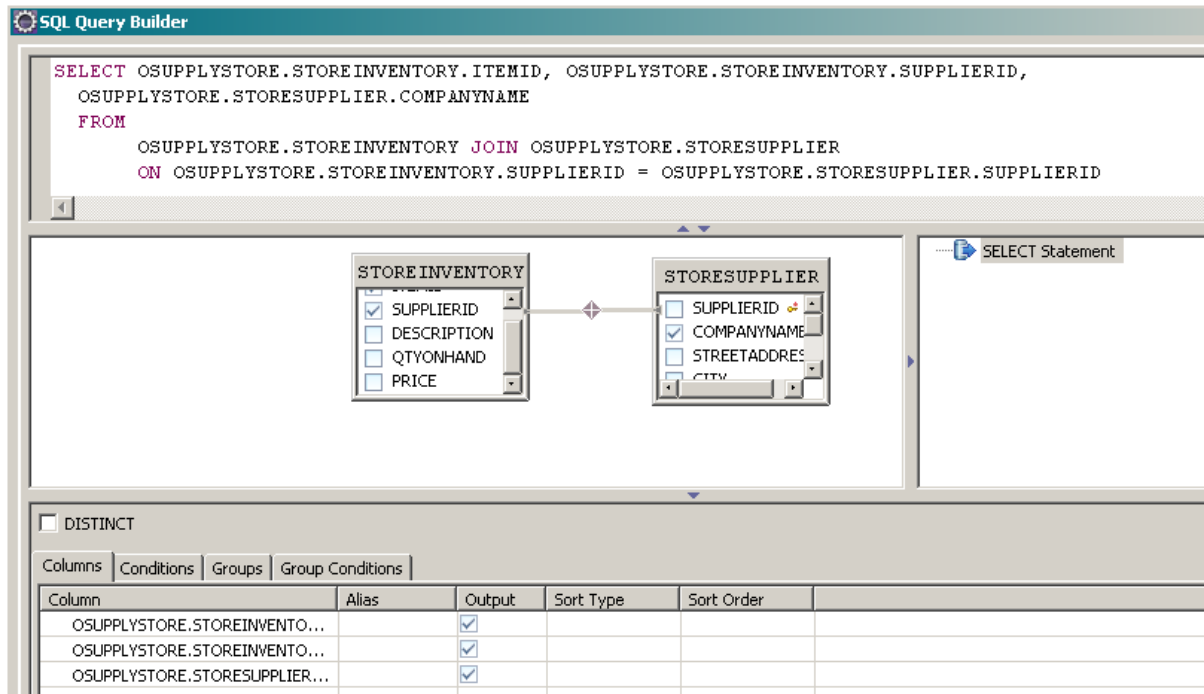 SQL Query Builder
SELECT OSUPPLYSTORE.STOREINVENTORY.ITEMID, OSUPPLYSTORE.STOREINVENTORY.SUPPLIERID,
OSUPPLYSTORE.STORESUPPLIER.COMPANYNAME
FROM
OSUPPLYSTORE.STOREINVENTORY JOIN OSUPPLYSTORE.STORESUPPLIER
ON OSUPPLYSTORE.STOREINVENTORY.SUPPLIERID = OSUPPLYSTORE.STORESUPPLIER.SUPPLIERID
STOREINVENTORY
SUPPLIERID
DESCRIPTION
QTYONHAND
PRICE
STORESUPPLIER
SUPPLIERID
COMPANYNAME
STREETADDRES
CITY
SELECT Statement
DISTINCT
Columns Conditions Groups Group Conditions
Column Alias Output Sort Type Sort Order
OSUPPLYSTORE.STOREINVENTO...
OSUPPLYSTORE.STOREINVENTO...
OSUPPLYSTORE.STORESUPPLIER...